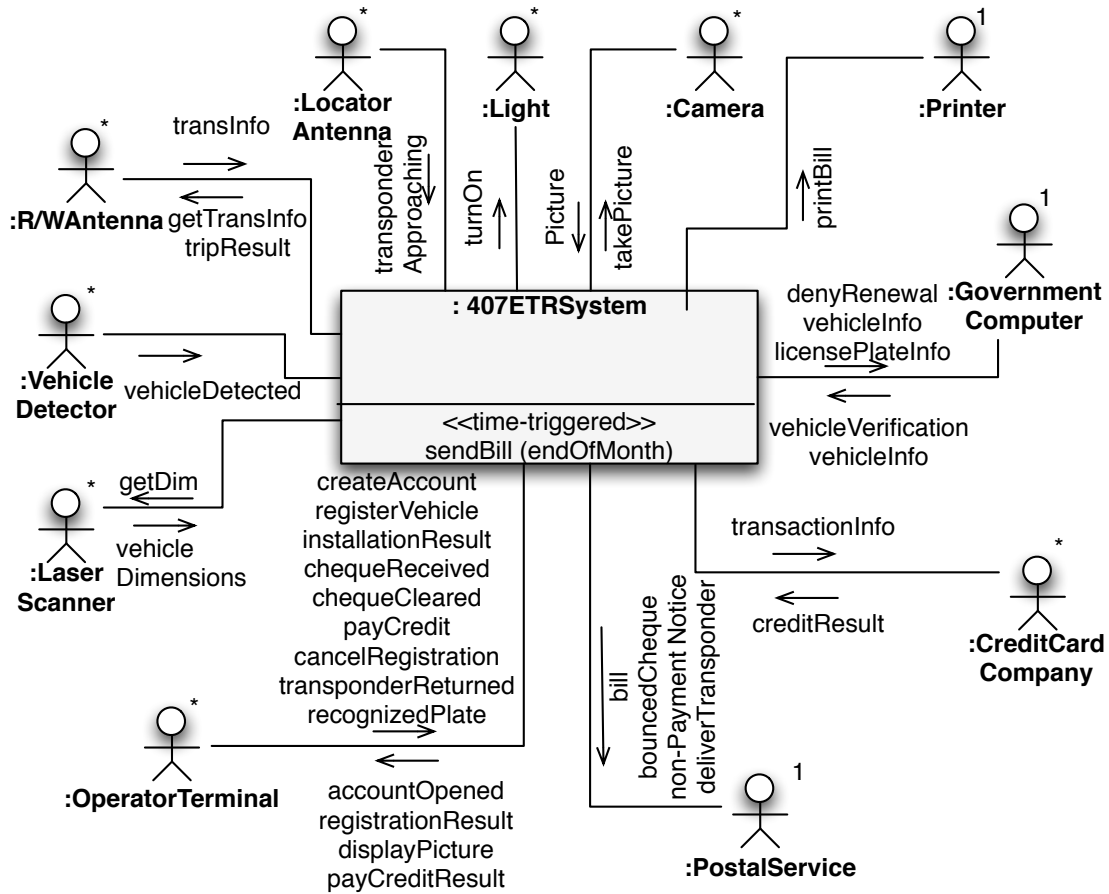 *
:Locator
Antenna
*
:Light
*
:Camera
1
:Printer
*
:R/WAntenna
transInfo
getTransInfo
tripResult
transponder
Approaching
turnOn
Picture
takePicture
printBill
1
:Government
Computer
denyRenewal
vehicleInfo
licensePlateInfo
vehicleVerification
vehicleInfo
: 407ETRSystem
<<time-triggered>>
sendBill (endOfMonth)
*
:Vehicle
Detector
vehicleDetected
*
:Laser
Scanner
getDim
vehicle
Dimensions
createAccount
registerVehicle
installationResult
chequeReceived
chequeCleared
payCredit
cancelRegistration
transponderReturned
recognizedPlate
*
:OperatorTerminal
accountOpened
registrationResult
displayPicture
payCreditResult
bill
bouncedCheque
non-Payment Notice
deliverTransponder
1
:PostalService
transactionInfo
creditResult
*
:CreditCard
Company